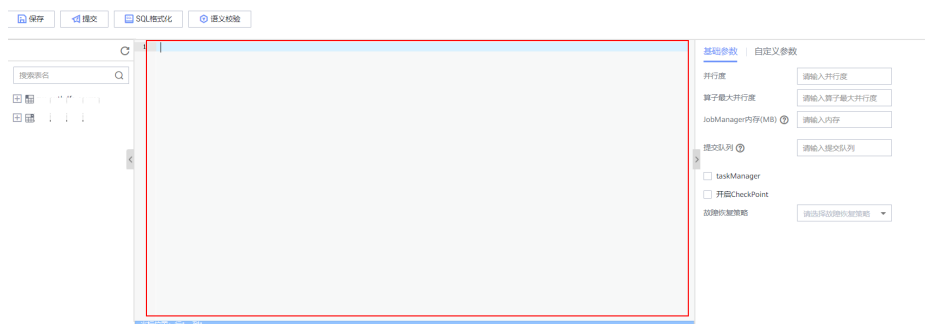 保存 提交 SQL格式化 语义校验
基础参数 自定义参数
搜索表名
并行度 请输入并行度
算子最大并行度 请输入算子最大并行度
JobManager内存(MB) 请输入内存
提交队列 请输入提交队列
taskManager
开启CheckPoint
故障恢复策略 请选择故障恢复策略